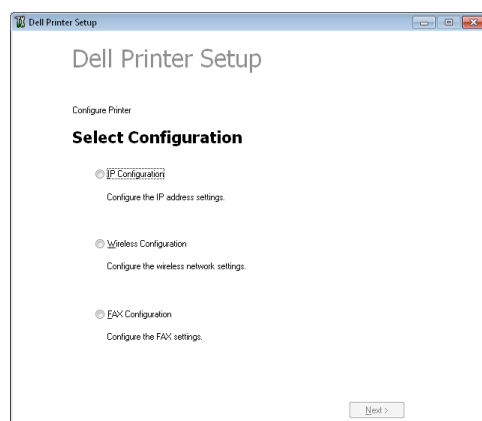 Dell Printer Setup
Dell Printer Setup
Configure Printer
Select Configuration
IP Configuration
Configure the IP address settings.
Wireless Configuration
Configure the wireless network settings.
FAX Configuration
Configure the FAX settings.
Next >